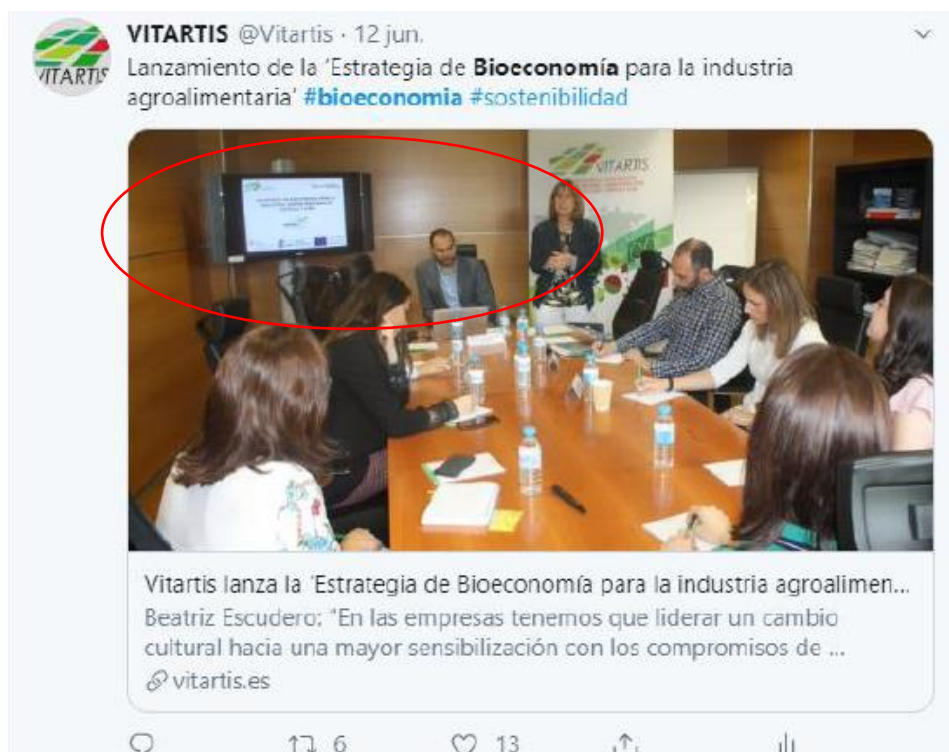 VITARTIS @Vitartis · 12 jun.
Lanzamiento de la 'Estrategia de Bioeconomía para la industria
agroalimentaria' #bioeconomia #sostenibilidad
VITARTIS
VITARTIS
Vitartis lanza la 'Estrategia de Bioeconomía para la industria agroalimen...
Beatriz Escudero: "En las empresas tenemos que liderar un cambio
cultural hacia una mayor sensibilización con los compromisos de ...
vitartis.es
6 13